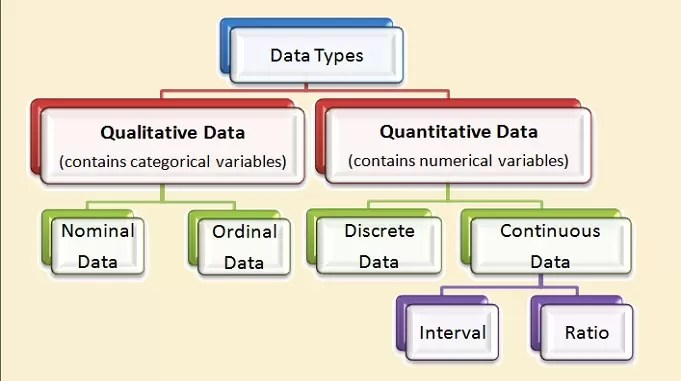 Data Types
Qualitative Data
(contains categorical variables)
Quantitative Data
(contains numerical variables)
Nominal
Data
Ordinal
Data
Discrete
Data
Continuous
Data
Interval
Ratio